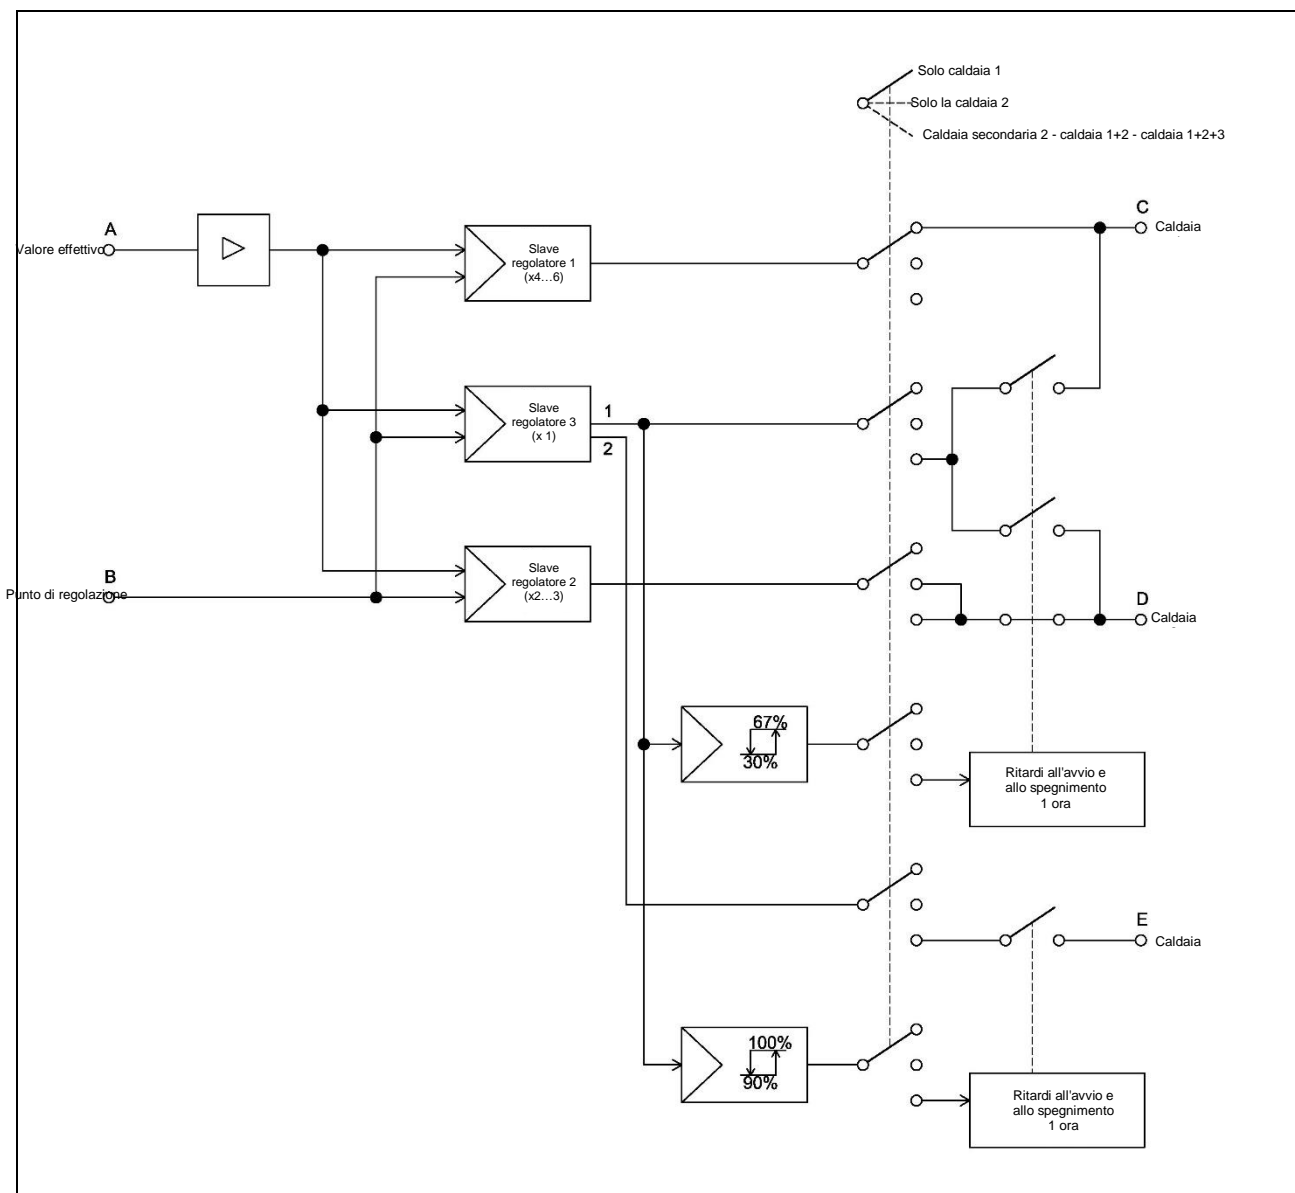 Solo caldaia 1
Solo la caldaia 2
Caldaia secondaria 2 - caldaia 1+2 - caldaia 1+2+3
A
Valore effettivo
C
Caldaia
Slave
regolatore 1
(x4…6)
Slave
regolatore 3
(x 1)
1
2
B
Punto di regolazione
Slave
regolatore 2
(x2…3)
D
Caldaia
67%
30%
Ritardi all'avvio e
allo spegnimento
1 ora
E
Caldaia
100%
90%
Ritardi all'avvio e
allo spegnimento
1 ora